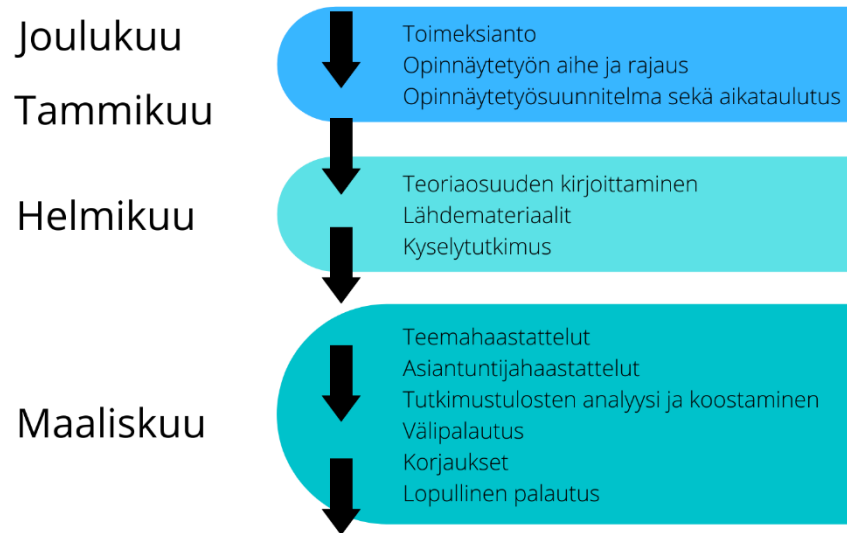 Joulukuu
Tammikuu
Toimeksianto
Opinnäytetyön aihe ja rajaus
Opinnäytetyösuunnitelma sekä aikataulutus
Helmikuu
Teoriaosuuden kirjoittaminen
Lähdemateriaalit
Kyselytutkimus
Maaliskuu
Teemahaastattelut
Asiantuntijahaastattelut
Tutkimustulosten analyysi ja koostaminen
Välipalautus
Korjaukset
Lopullinen palautus